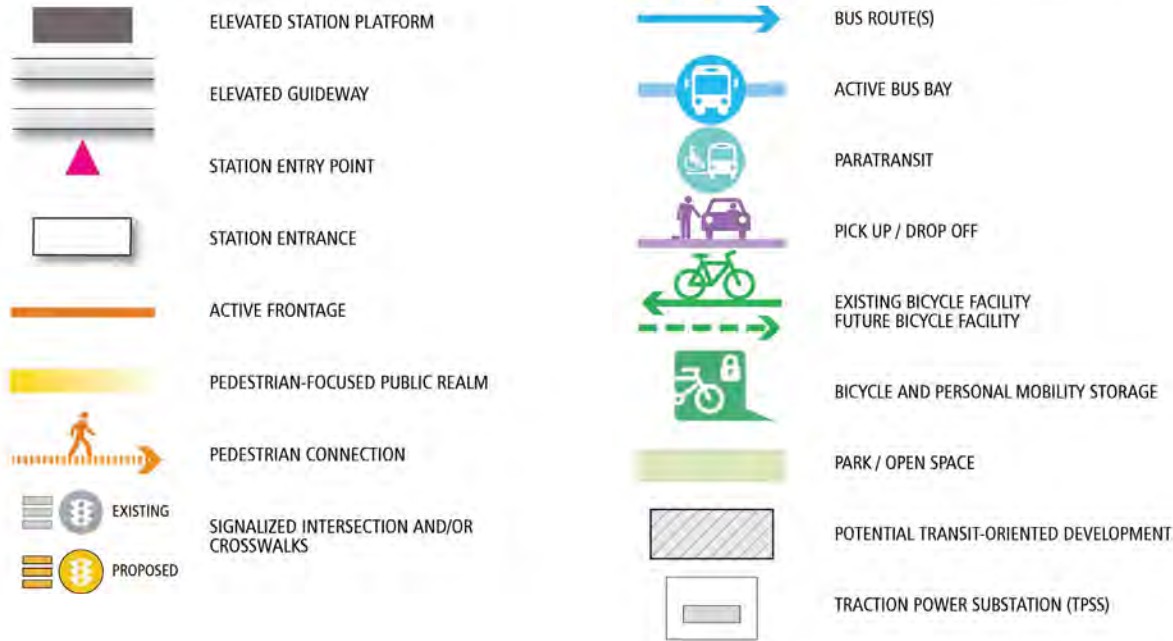 ELEVATED STATION PLATFORM
ELEVATED GUIDEWAY
STATION ENTRY POINT
STATION ENTRANCE
ACTIVE FRONTAGE
PEDESTRIAN-FOCUSED PUBLIC REALM
PEDESTRIAN CONNECTION
EXISTING
SIGNALIZED INTERSECTION AND/OR
CROSSWALKS
PROPOSED
BUS ROUTE(S)
ACTIVE BUS BAY
PARATRANSIT
PICK UP / DROP OFF
EXISTING BICYCLE FACILITY
FUTURE BICYCLE FACILITY
BICYCLE AND PERSONAL MOBILITY STORAGE
PARK / OPEN SPACE
POTENTIAL TRANSIT-ORIENTED DEVELOPMENT
TRACTION POWER SUBSTATION (TPSS)